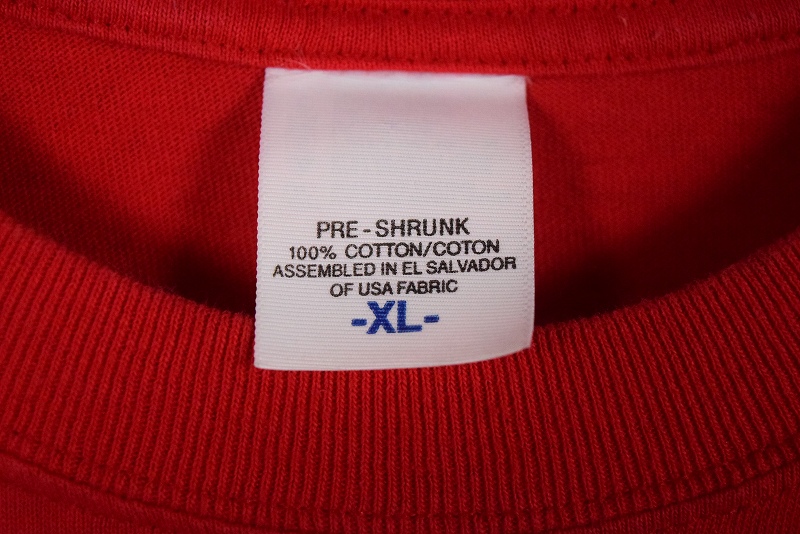 PRE-SHRUNK
100% COTTON/COTON
ASSEMBLED IN EL SALVADOR
OF USA FABRIC
-XL-